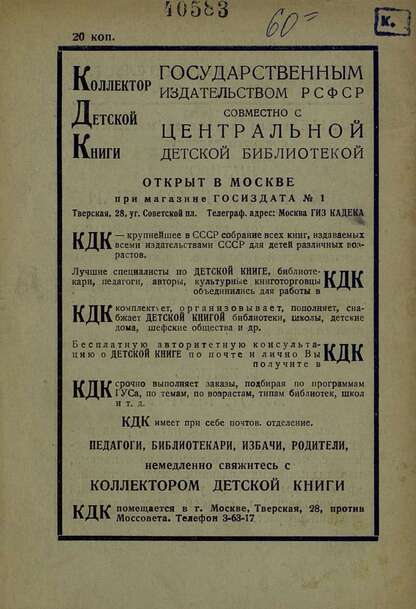 40583
60=
к.
20 коп.
Коллектор
Детской
Книги
ГОСУДАРСТВЕННЫМ
ИЗДАТЕЛЬСТВОМ РСФСР
СОВМЕСТНО С
ЦЕНТРАЛЬНОЙ
ДЕТСКОЙ БИБЛИОТЕКОЙ
ОТКРЫТ В МОСКВЕ
при магазине ГОСИЗДАТА № 1
Тверская, 28, уг. Советской пл. Телеграф. адрес: Москва ГИЗ КАДЕКА
КДК — крупнейшее в СССР собрание всех книг, издаваемых
всеми издательствами СССР для детей различных воз-
растов.
Лучшие специалисты по ДЕТСКОЙ КНИГЕ, библиоте-
кари, педагоги, авторы, культурные книготорговцы
объединились для работы в КДК
КДК комплектует, организовывает, пополняет, сна-
бжает ДЕТСКОЙ КНИГОЙ библиотеки, школы, детские
дома, шефские общества и др.
Бесплатную авторитетную консульта-
цию о ДЕТСКОЙ КНИГЕ по почте и лично Вы
получите в КДК
КДК срочно выполняет заказы, подбирая по программам
ГУСа, по темам, по возрастам, типам библиотек, школ
и т. д.
КДК имеет при себе почтов. отделение.
ПЕДАГОГИ, БИБЛИОТЕКАРИ, ИЗБАЧИ, РОДИТЕЛИ,
немедленно свяжитесь с
КОЛЛЕКТОРОМ ДЕТСКОЙ КНИГИ
КДК помещается в г. Москве, Тверская, 28, против
Моссовета. Телефон 3-63-17